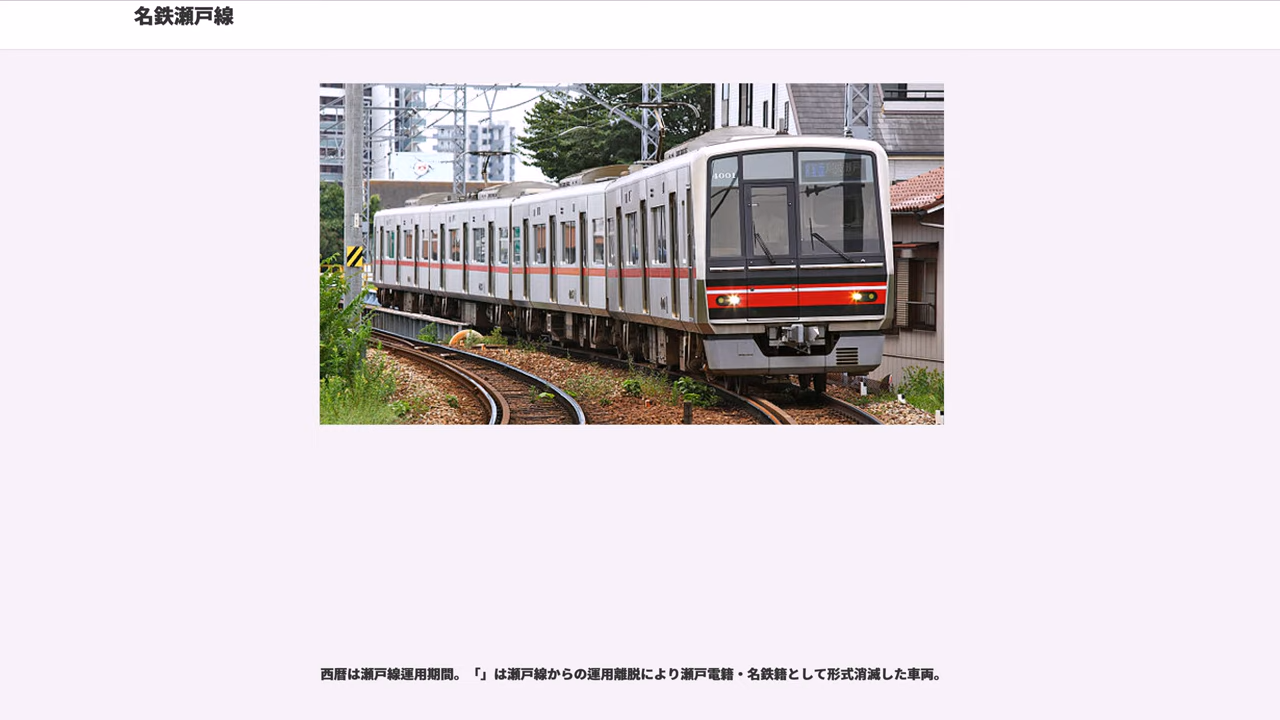 名鉄瀬戸線
4001
西暦は瀬戸線運用期間。「」は瀬戸線からの運用離脱により瀬戸電籍・名鉄籍として形式消滅した車両。